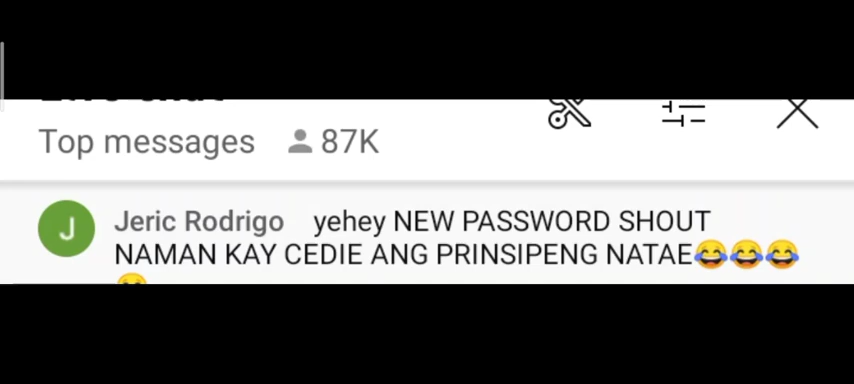 Top messages 87K
J Jeric Rodrigo yehey NEW PASSWORD SHOUT
NAMAN KAY CEDIE ANG PRINSIPENG NATAE😂😂😂